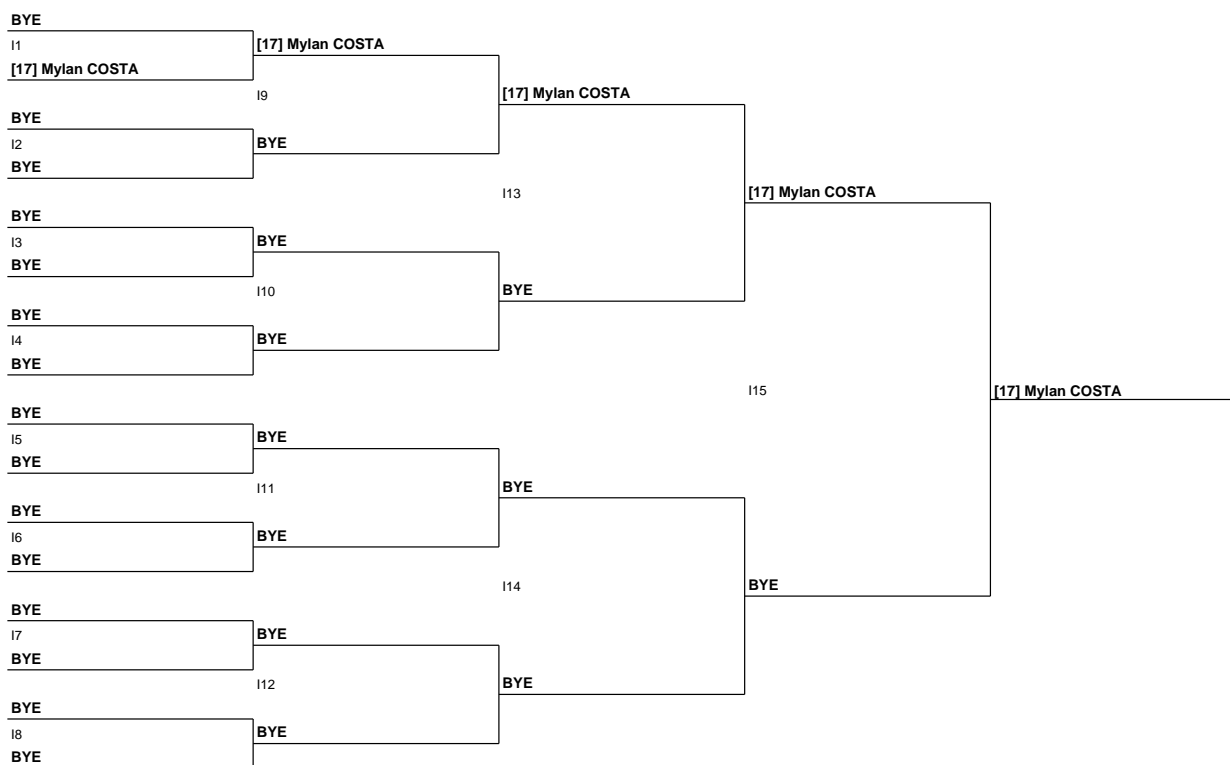 BYE
I1
[17] Mylan COSTA
[17] Mylan COSTA
I9
[17] Mylan COSTA
BYE
I2
BYE
BYE
I13
[17] Mylan COSTA
BYE
I3
BYE
BYE
I10
BYE
BYE
I4
BYE
BYE
I15
[17] Mylan COSTA
BYE
I5
BYE
BYE
I11
BYE
BYE
I6
BYE
BYE
I14
BYE
BYE
I7
BYE
BYE
I12
BYE
BYE
I8
BYE
BYE